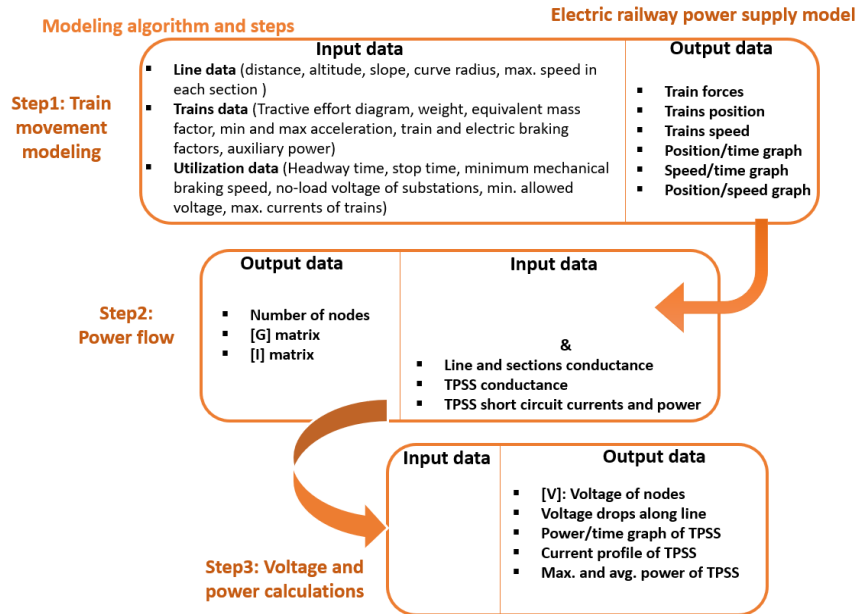 Modeling algorithm and steps
Electric railway power supply model
Step1: Train
movement
modeling
Input data
▪ Line data (distance, altitude, slope, curve radius, max. speed in
each section )
▪ Trains data (Tractive effort diagram, weight, equivalent mass
factor, min and max acceleration, train and electric braking
factors, auxiliary power)
▪ Utilization data (Headway time, stop time, minimum mechanical
braking speed, no-load voltage of substations, min. allowed
voltage, max. currents of trains)
Output data
▪ Train forces
▪ Trains position
▪ Trains speed
▪ Position/time graph
▪ Speed/time graph
▪ Position/speed graph
Step2:
Power flow
Output data
▪ Number of nodes
▪ [G] matrix
▪ [I] matrix
Input data
&
▪ Line and sections conductance
▪ TPSS conductance
▪ TPSS short circuit currents and power
Step3: Voltage and
power calculations
Input data
Output data
▪ [V]: Voltage of nodes
▪ Voltage drops along line
▪ Power/time graph of TPSS
▪ Current profile of TPSS
▪ Max. and avg. power of TPSS